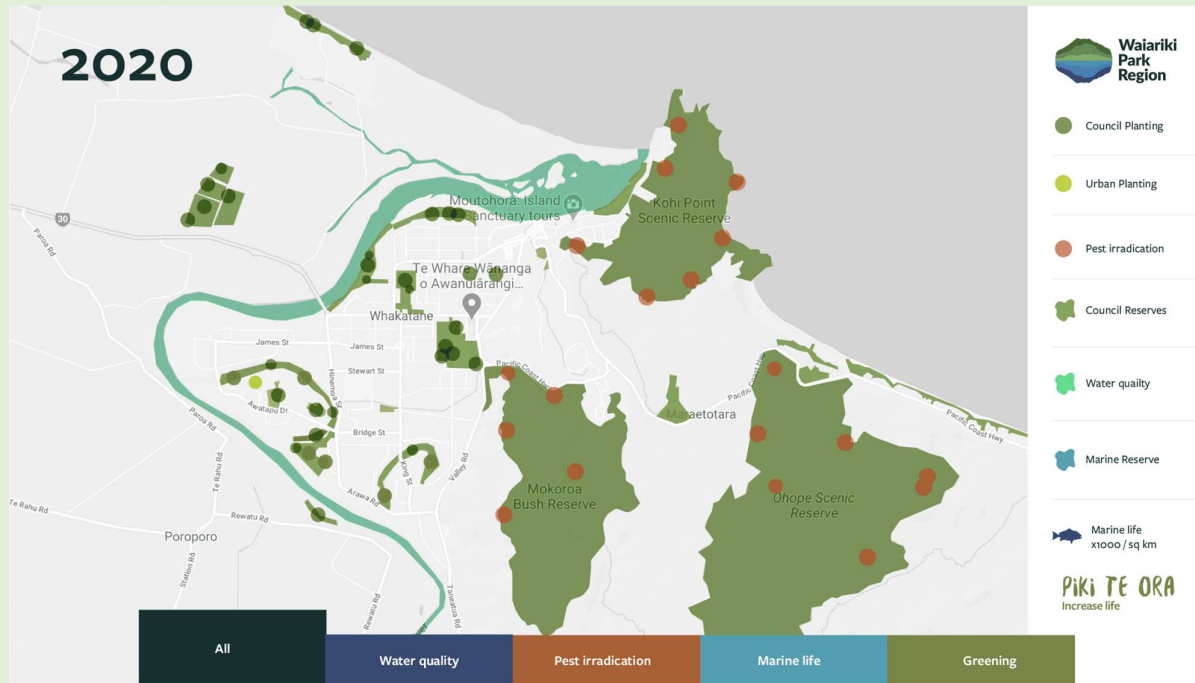 2020
Waiariki
Park
Region
Council Planting
Urban Planting
Pest irradication
Council Reserves
Water quailty
Marine Reserve
Marine life
x1000 / sq km
PiKi TE ORA
Increase life
30
Paroa Rd
Moutohora: Island
anctuary tours
Kohi Point
Scenic Reserve
Te Whare Wānanga
o Awanuiārangi...
Whakatane
James St
James St
Stewart St
Hinemoa St
Awatapu Dr
Bridge St
Paroa Rd
Te Rahu Rd
King St
Valley Rd
Arawa Rd
Te Rahu Rd
Rewatu Rd
Poroporo
Station Rd
Rewatu Rd
Taneatua Rd
Pacific Coast Hwy
Mokoroa
Bush Reserve
Maraetotara
Pacific Coast Hwy
Pacific Coast Hwy
Ohope Scenic
Reserve
All
Water quality
Pest irradication
Marine life
Greening